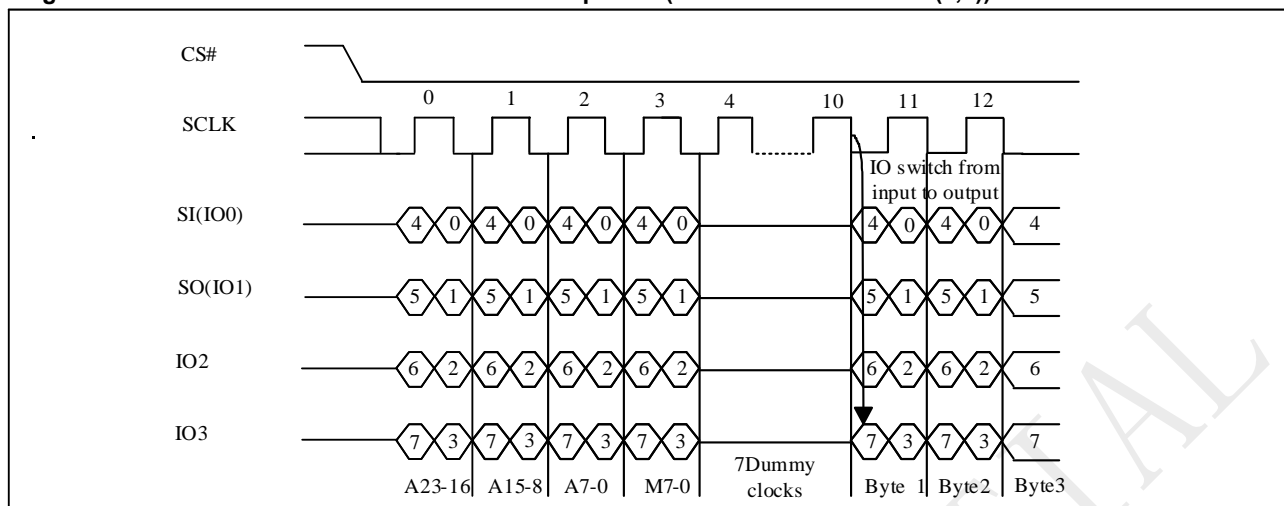 (
CS#
0 1 2 3 4 10 11 12
SCLK
IO switch from
input to output
SI(IO0) 4 0 4 0 4 0 4 0 4 0 4 0 4
SO(IO1) 5 1 5 1 5 1 5 1 5 1 5 1 5
IO2 6 2 6 2 6 2 6 2 6 2 6 2 6
IO3 7 3 7 3 7 3 7 3 7 3 7 3 7
7Dummy
clocks
A23-16 A15-8 A7-0 M7-0 Byte 1 Byte2 Byte3
IAL